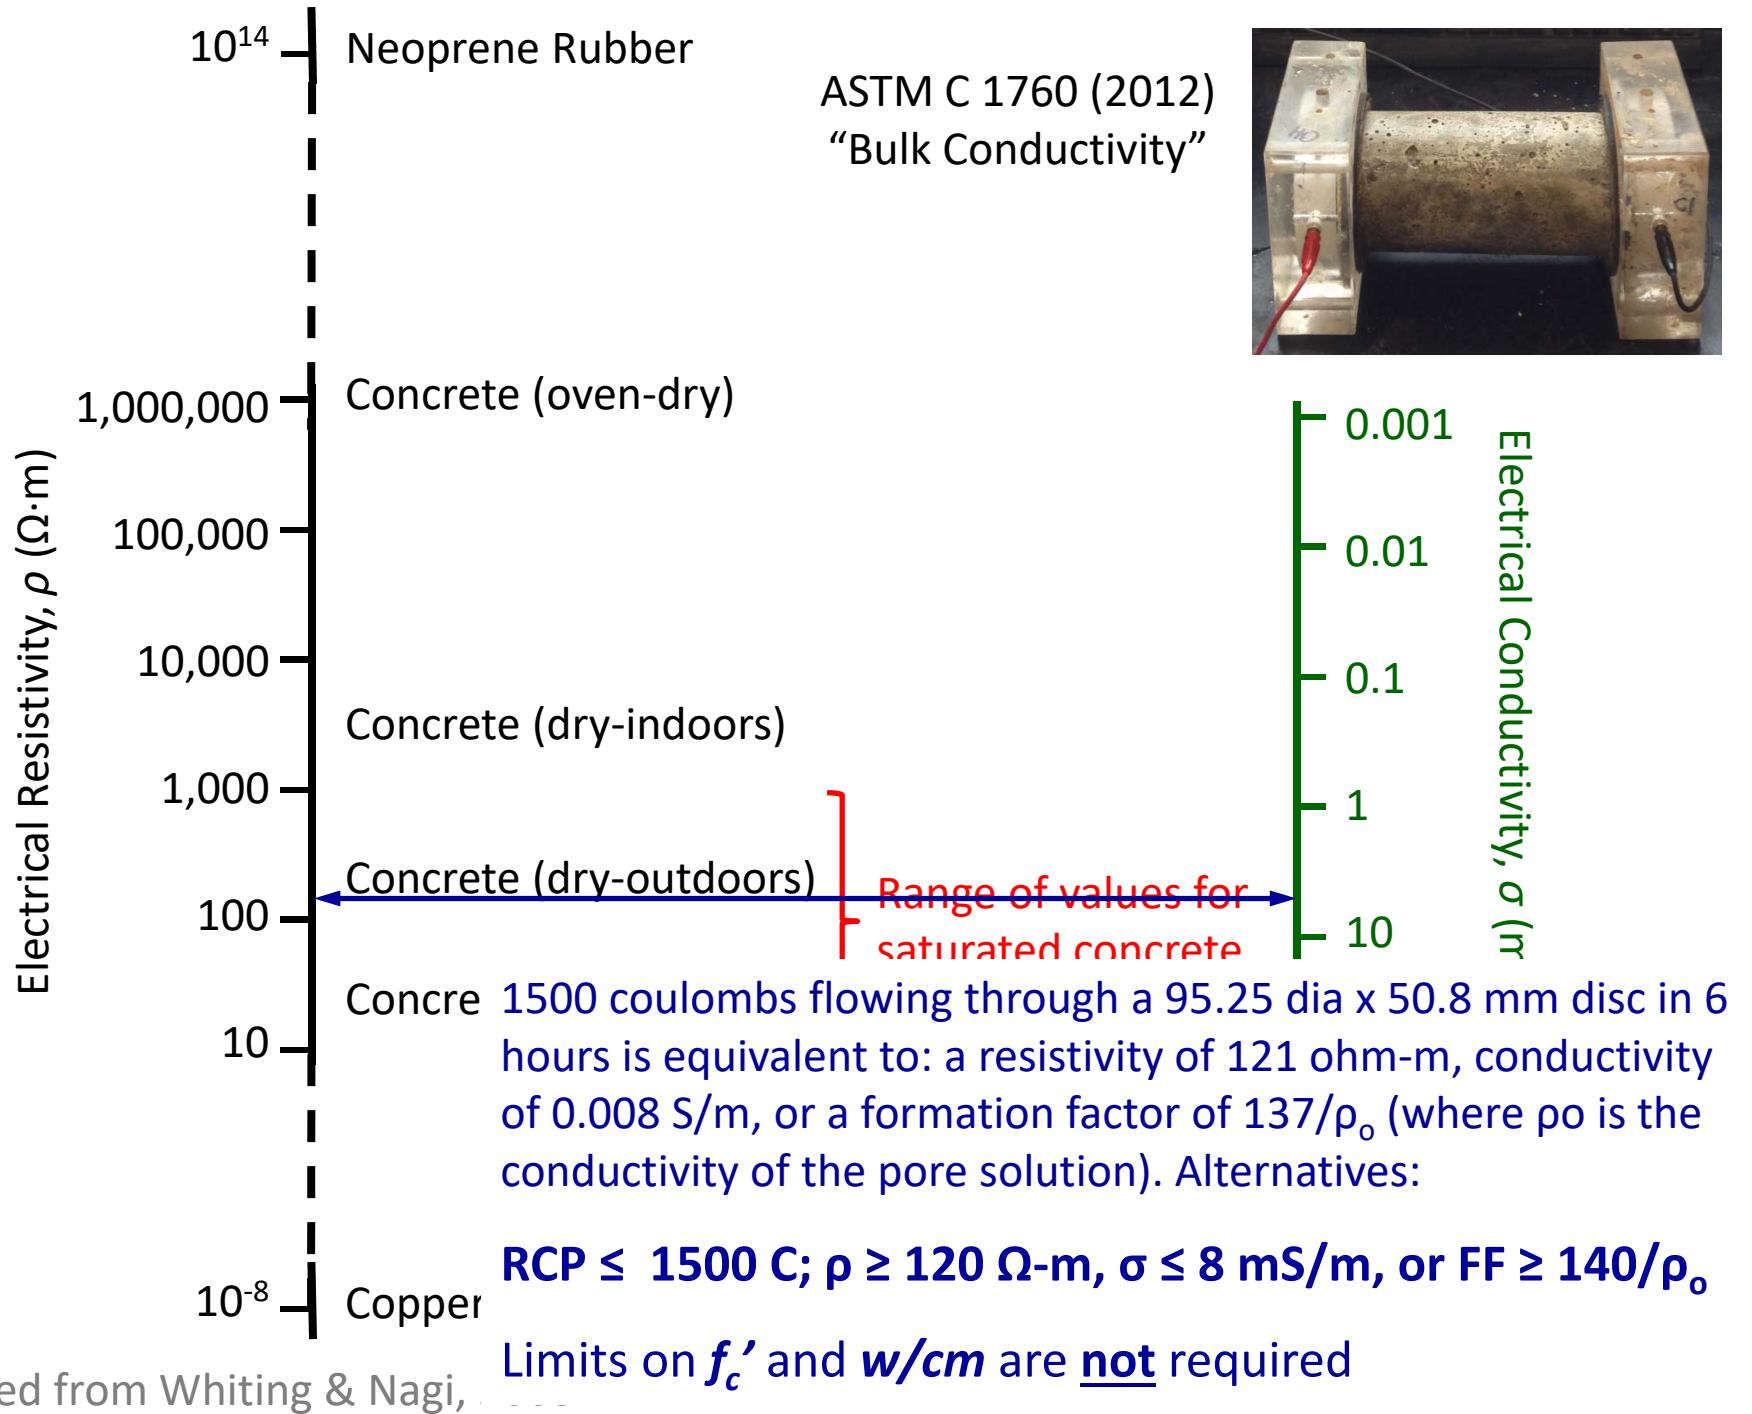 10¹⁴
Neoprene Rubber
ASTM C 1760 (2012)
“Bulk Conductivity”
1,000,000
Concrete (oven-dry)
0.001
100,000
0.01
10,000
0.1
Concrete (dry-indoors)
1,000
1
Concrete (dry-outdoors)
Range of values for
saturated concrete
100
10
Electrical Resistivity, ρ (Ω·m)
Electrical Conductivity, σ (m
Concre
10
1500 coulombs flowing through a 95.25 dia x 50.8 mm disc in 6
hours is equivalent to: a resistivity of 121 ohm-m, conductivity
of 0.008 S/m, or a formation factor of 137/ρₒ (where ρo is the
conductivity of the pore solution). Alternatives:
RCP ≤ 1500 C; ρ ≥ 120 Ω-m, σ ≤ 8 mS/m, or FF ≥ 140/ρₒ
10⁻⁸
Copper
Limits on f_c’ and w/cm are not required
ed from Whiting & Nagi,